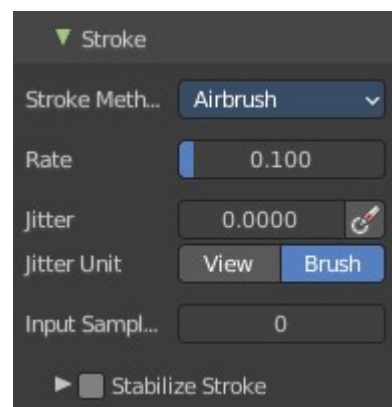 Stroke
Stroke Meth... Airbrush
Rate 0.100
Jitter 0.0000
Jitter Unit View Brush
Input Sampl... 0
Stabilize Stroke